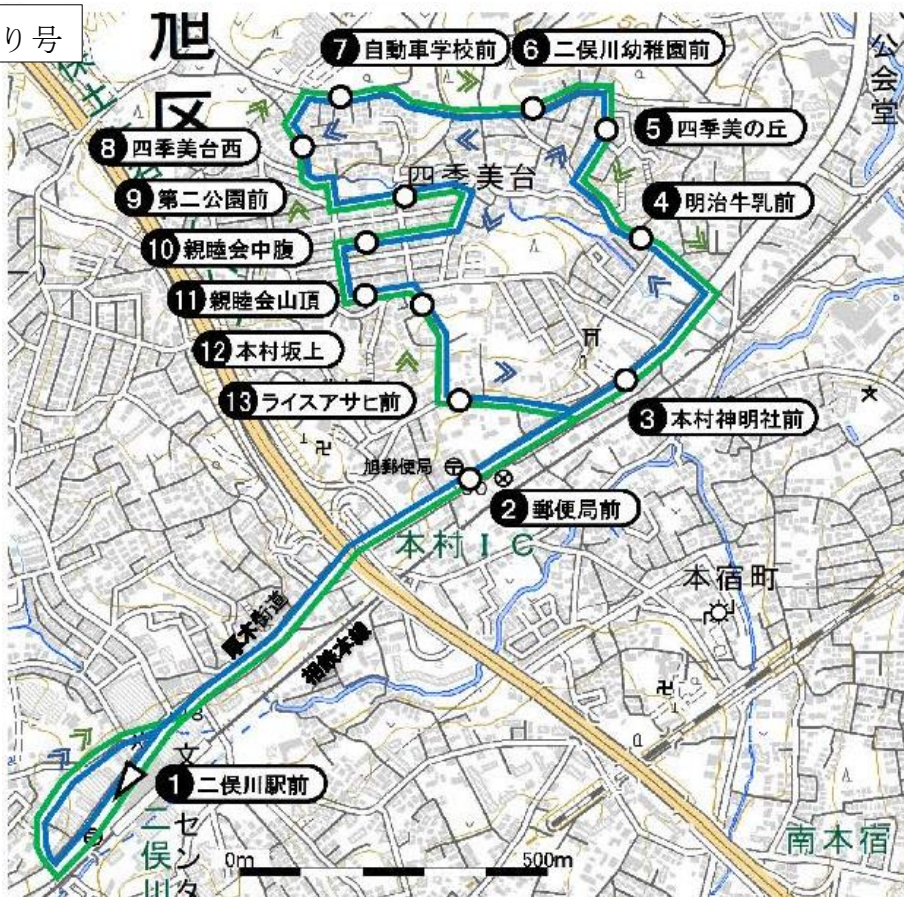 り号
旭
区
公会堂
7 自動車学校前
6 二俣川幼稚園前
5 四季美の丘
8 四季美台西
四季美台
9 第二公園前
4 明治牛乳前
10 親睦会中腹
11 親睦会山頂
12 本村坂上
13 ライスアサヒ前
3 本村神明社前
旭郵便局
2 郵便局前
本村IC
本宿町
厚木街道
相鉄本線
1 二俣川駅前
文
センタ
二俣川
南本宿
0m
500m